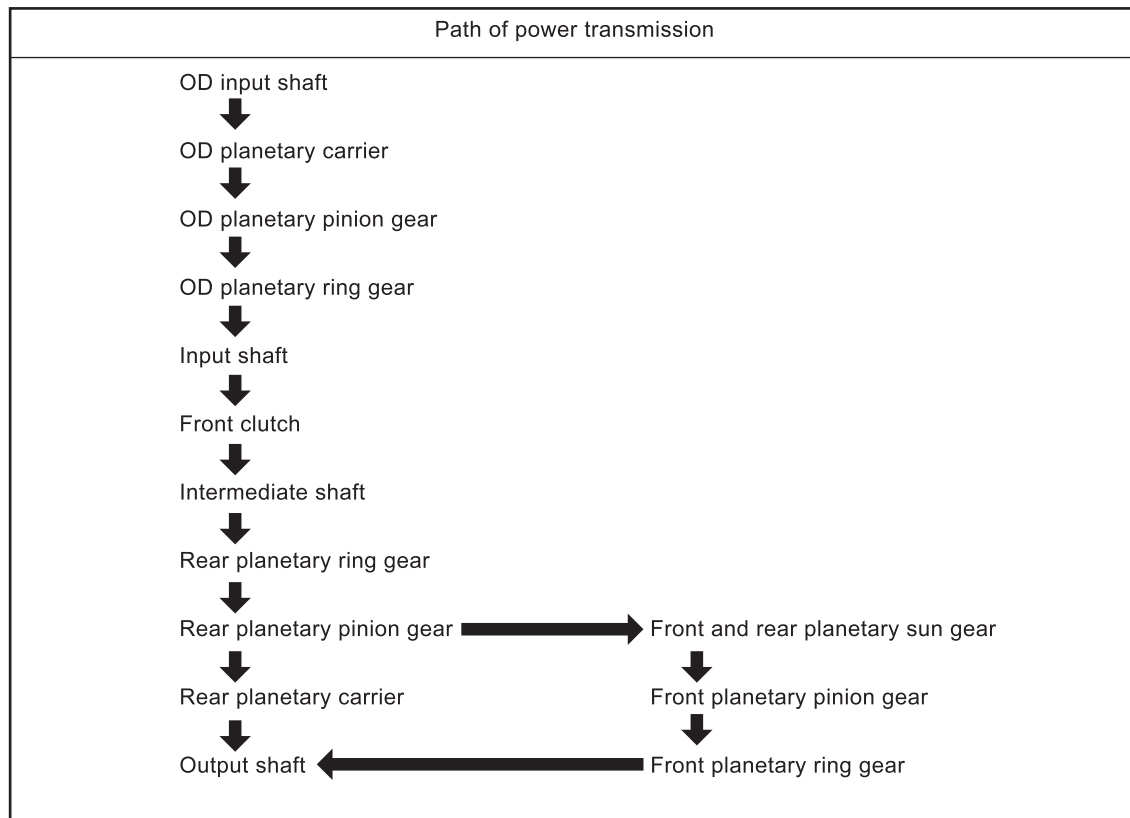 Path of power transmission
OD input shaft
OD planetary carrier
OD planetary pinion gear
OD planetary ring gear
Input shaft
Front clutch
Intermediate shaft
Rear planetary ring gear
Rear planetary pinion gear
Front and rear planetary sun gear
Rear planetary carrier
Front planetary pinion gear
Output shaft
Front planetary ring gear